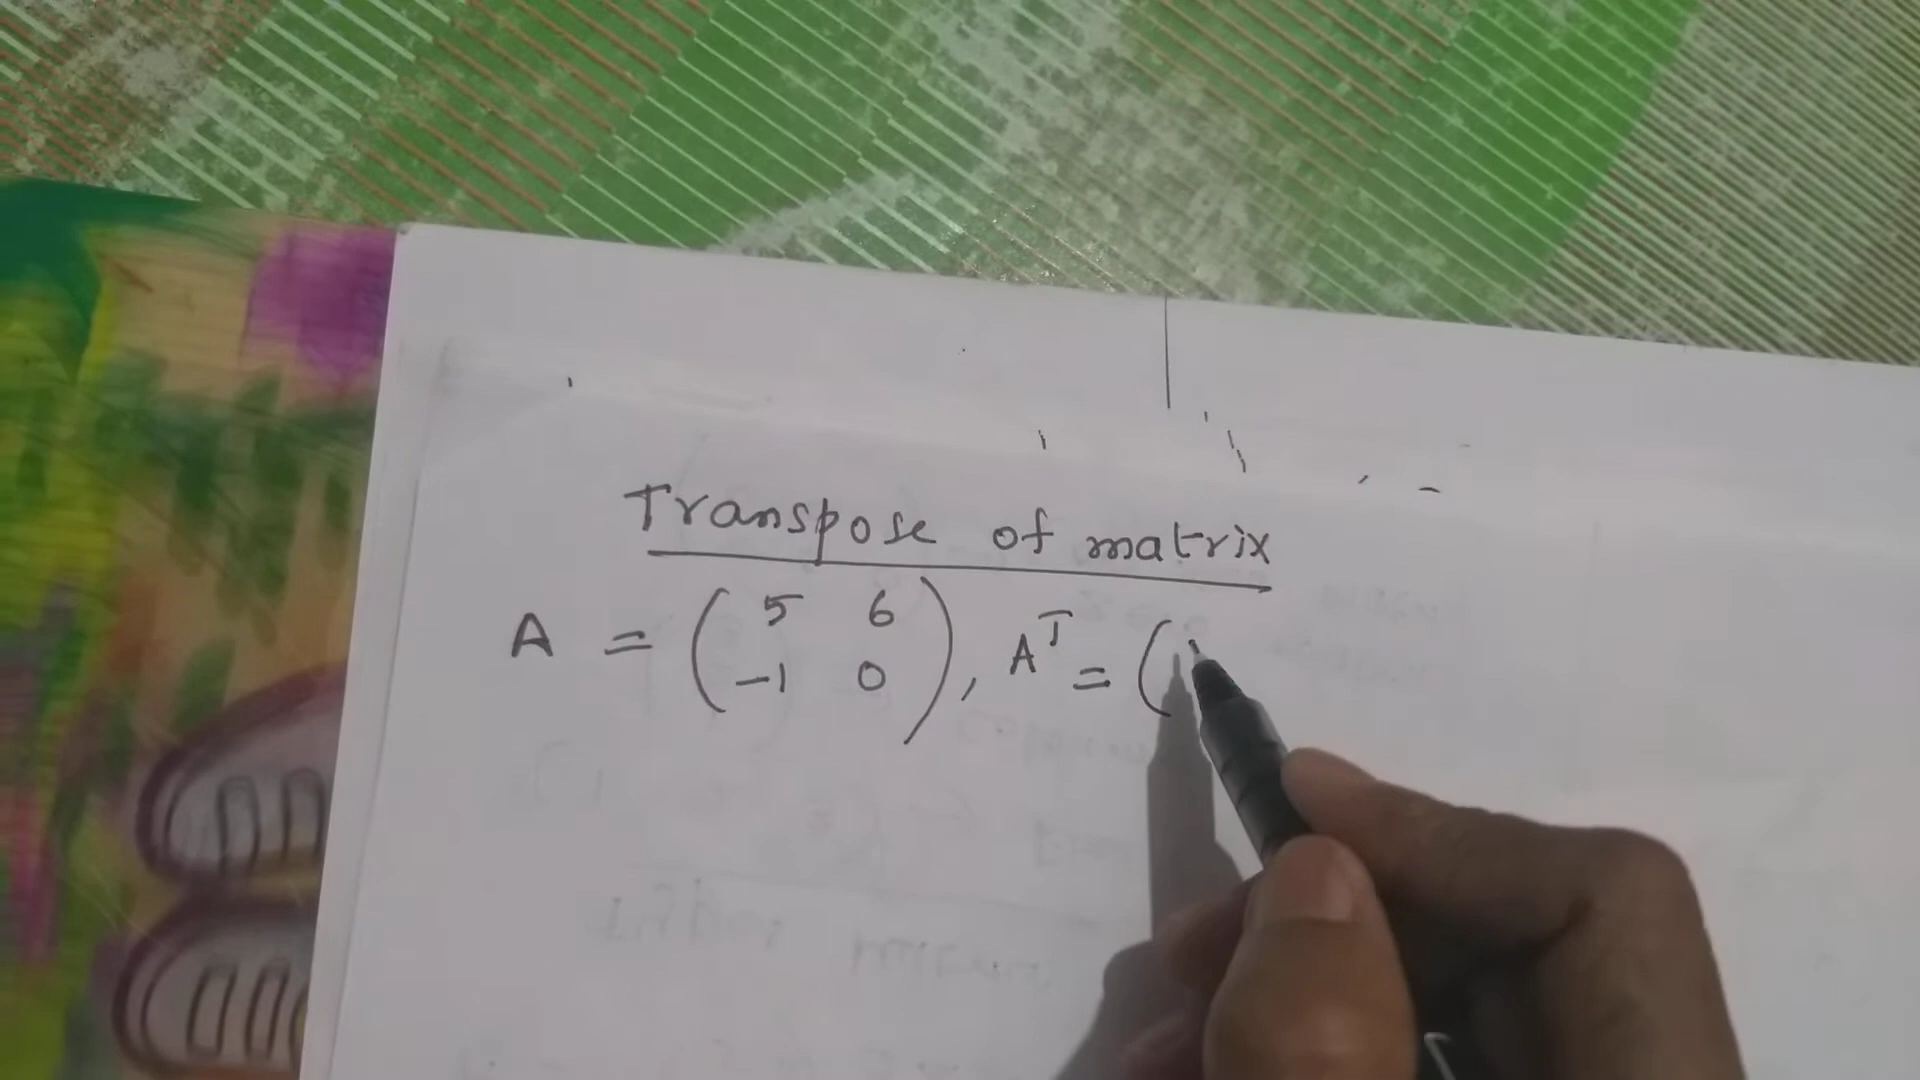 Transpose of matrix
A = ( 5 6
-1 0 ), A^T = (